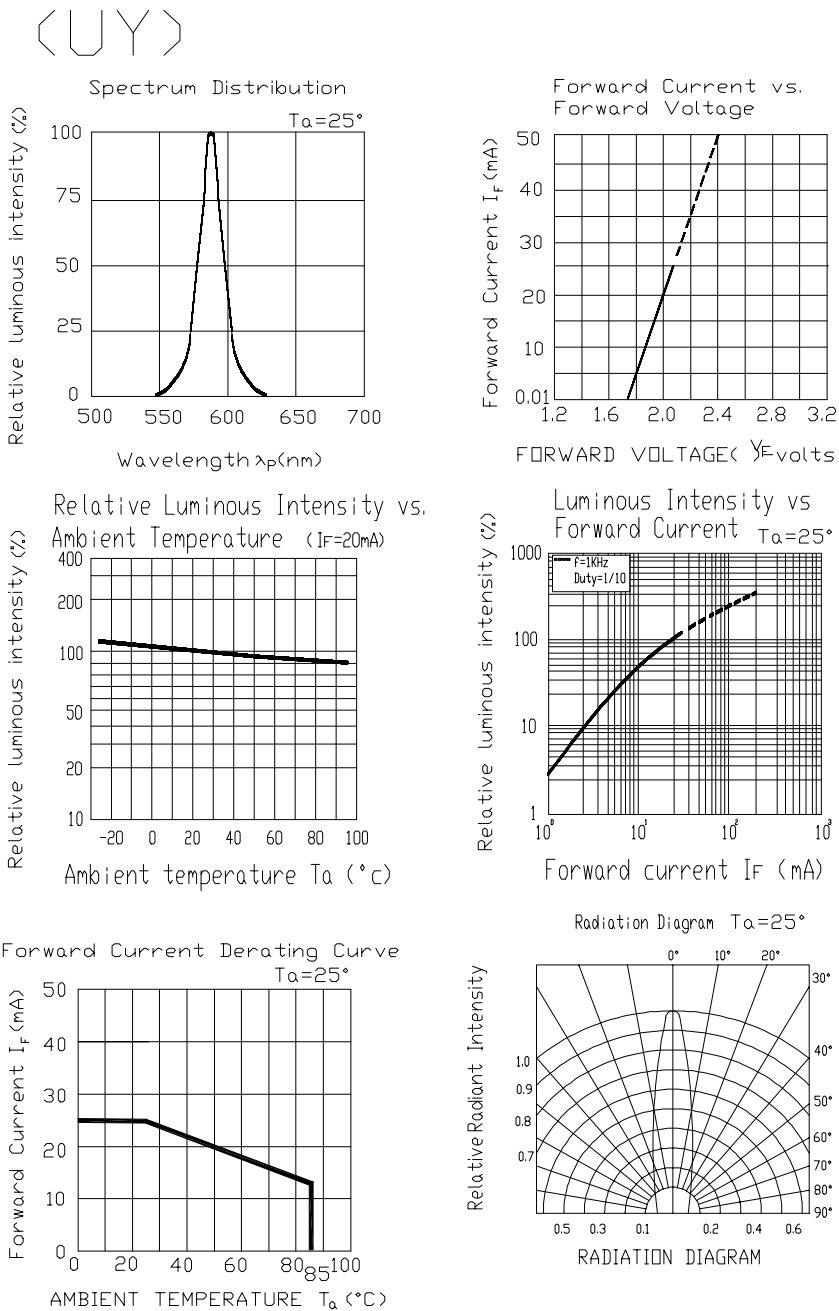 (UY)
Spectrum Distribution
Ta=25°
Relative luminous intensity (%)
100
75
50
25
0
500 550 600 650 700
Wavelength λP(nm)
Forward Current vs.
Forward Voltage
Forward Current IF (mA)
50
40
30
20
10
0.01
1.2 1.6 2.0 2.4 2.8 3.2
FORWARD VOLTAGE( VF)volts
Relative Luminous Intensity vs.
Ambient Temperature (IF=20mA)
Relative luminous intensity (%)
400
200
100
50
20
10
-20 0 20 40 60 80 100
Ambient temperature Ta (°C)
Luminous Intensity vs
Forward Current Ta=25°
Relative luminous intensity (%)
f=1KHz
Duty=1/10
1000
100
10
1
10⁰ 10¹ 10² 10³
Forward current IF (mA)
Forward Current Derating Curve
Ta=25°
Forward Current IF (mA)
50
40
30
20
10
0
0 20 40 60 80 85 100
AMBIENT TEMPERATURE Ta (°C)
Radiation Diagram Ta=25°
Relative Radiant Intensity
0° 10° 20°
30°
40°
50°
60°
70°
80°
90°
1.0
0.9
0.8
0.7
0.5 0.3 0.1 0.2 0.4 0.6
RADIATION DIAGRAM